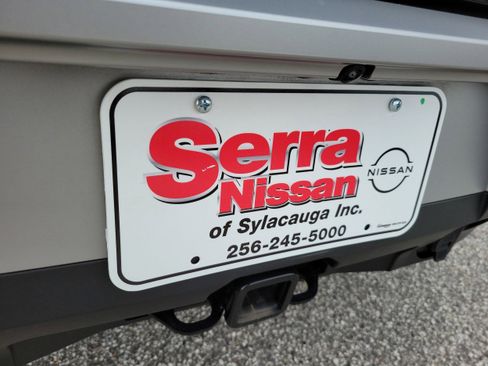 Serra
Nissan
NISSAN
of Sylacauga Inc.
256-245-5000